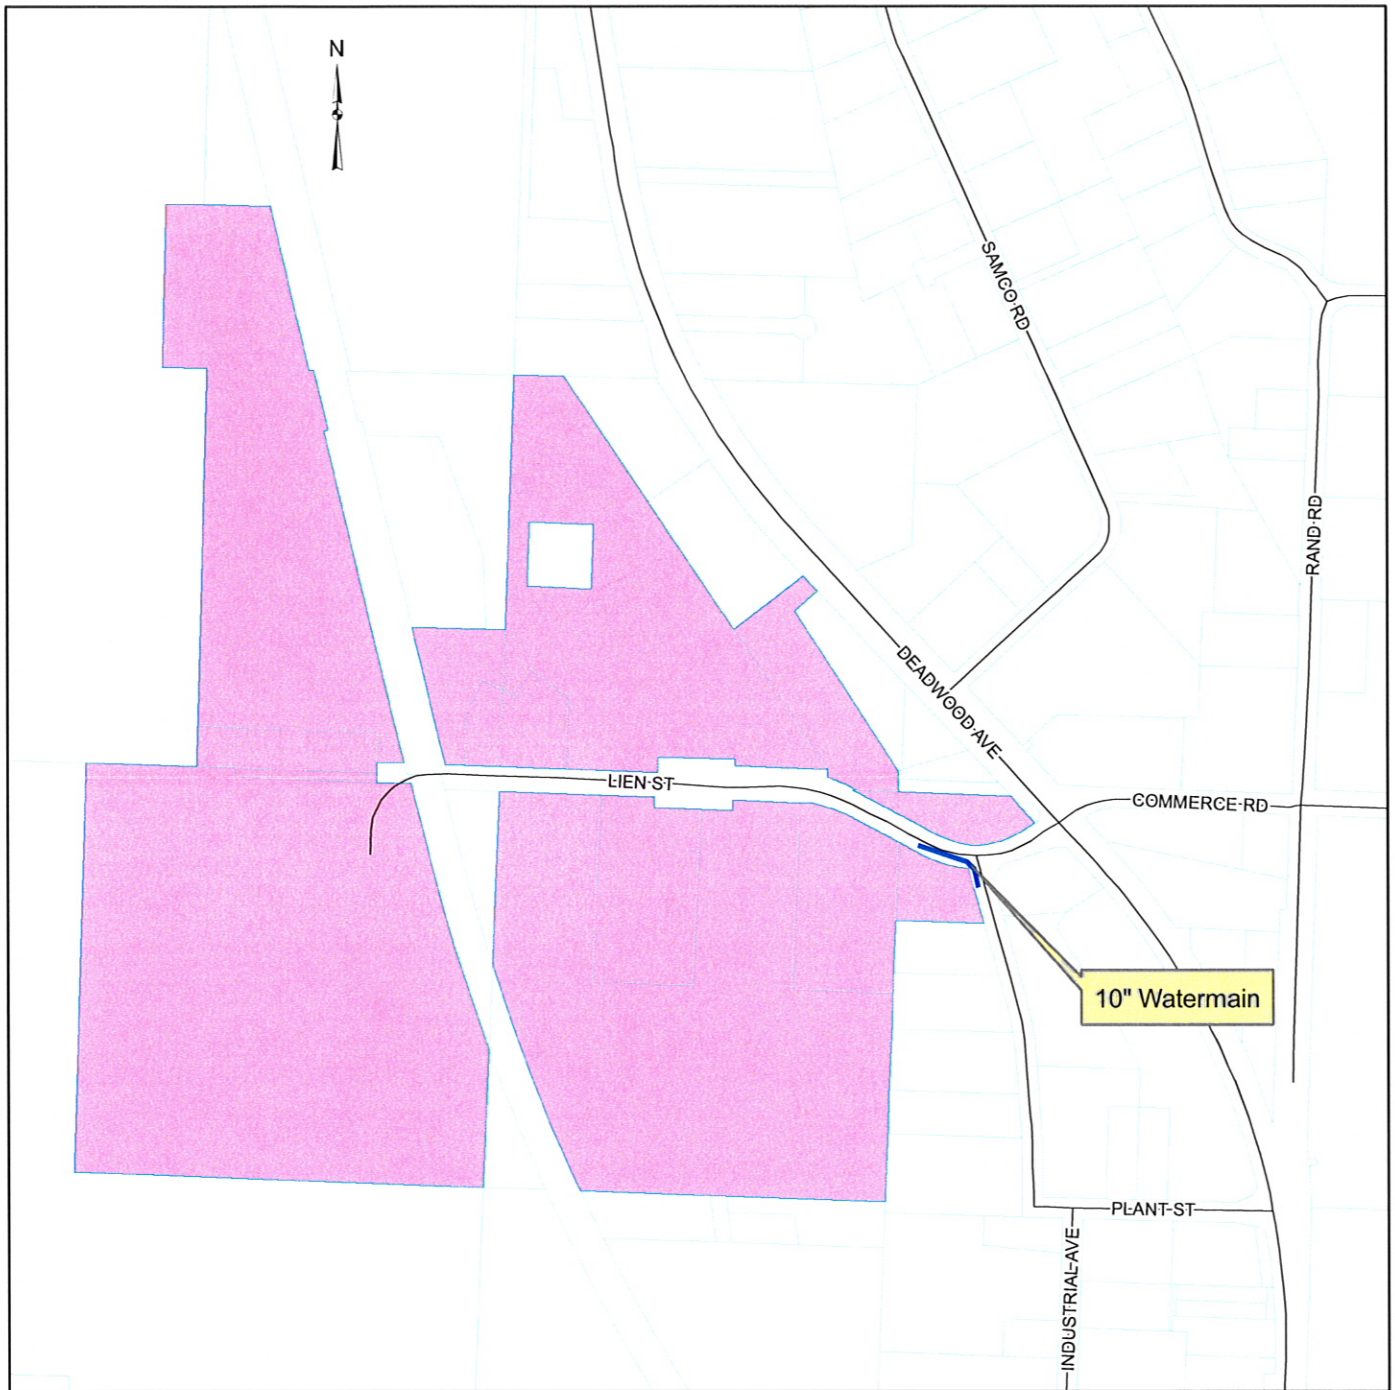 N
SAMCO RD
RAND RD
DEADWOOD AVE
LIEN ST
COMMERCE RD
10" Watermain
PLANT ST
INDUSTRIAL AVE